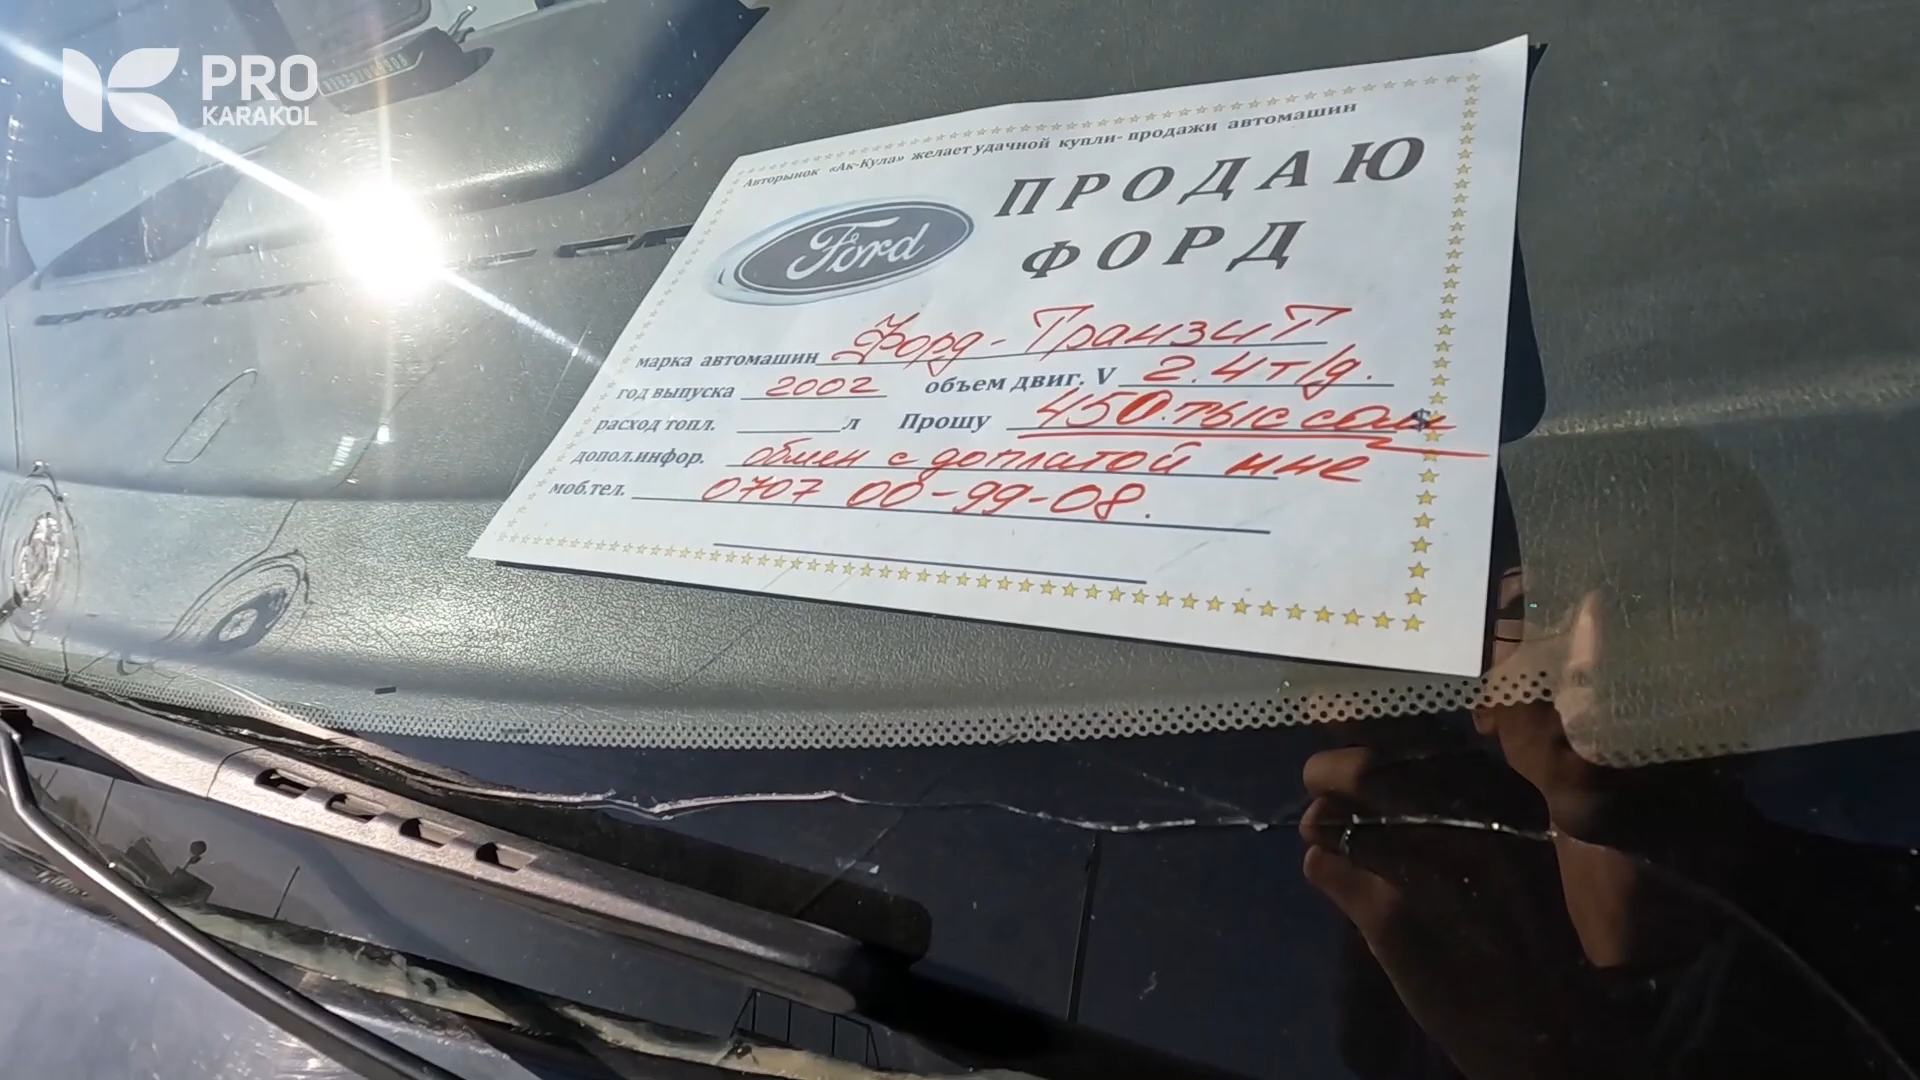 PRO
KARAKOL
Авторынок «Ак-Кула» желает удачной купли- продажи автомашин
Ford
ПРОДАЮ
ФОРД
марка автомашин Форд - Транзит
год выпуска 2002 объем двиг. V 2.4 т/д.
расход топл. л Прошу 450.тыс сом $
допол.инфор. обмен с доплатой мне
моб.тел. 0707 00-99-08.